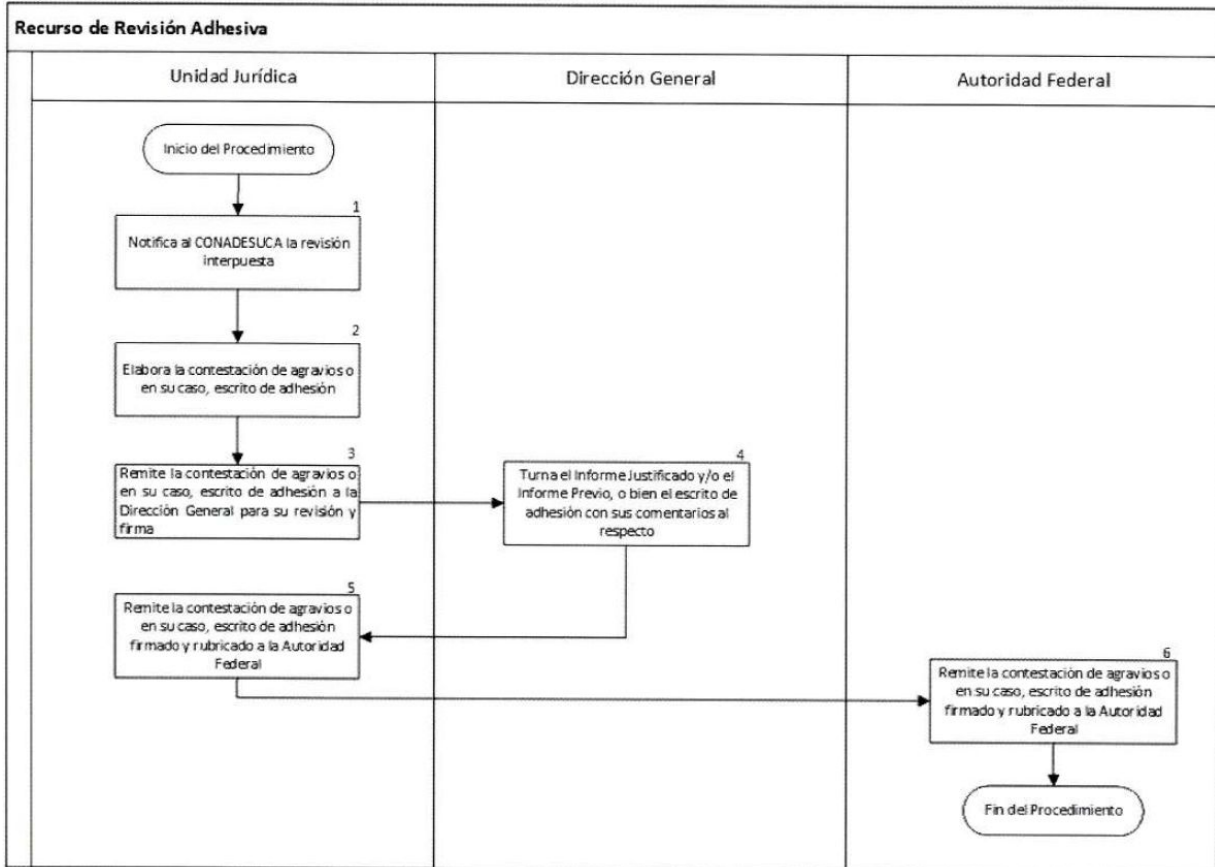 Recurso de Revisión Adhesiva
Unidad Jurídica
Dirección General
Autoridad Federal
Inicio del Procedimiento
1
Notifica al CONADESUCA la revisión
interpuesta
2
Elabora la contestación de agravios o
en su caso, escrito de adhesión
3
Remite la contestación de agravios o
en su caso, escrito de adhesión a la
Dirección General para su revisión y
firma
4
Turna el Informe Justificado y/o el
Informe Previo, o bien el escrito de
adhesión con sus comentarios al
respecto
5
Remite la contestación de agravios o
en su caso, escrito de adhesión
firmado y rubricado a la Autoridad
Federal
6
Remite la contestación de agravios o
en su caso, escrito de adhesión
firmado y rubricado a la Autoridad
Federal
Fin del Procedimiento